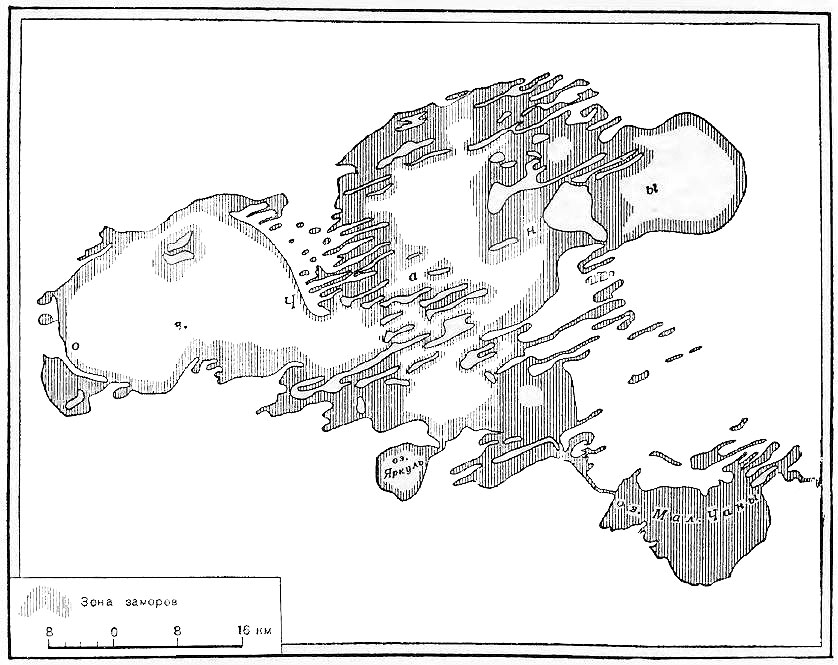 о з. Ч а н ы
оз.
Яркуль
оз. Мал. Чаны
Зона заморов
8 0 8 16 км